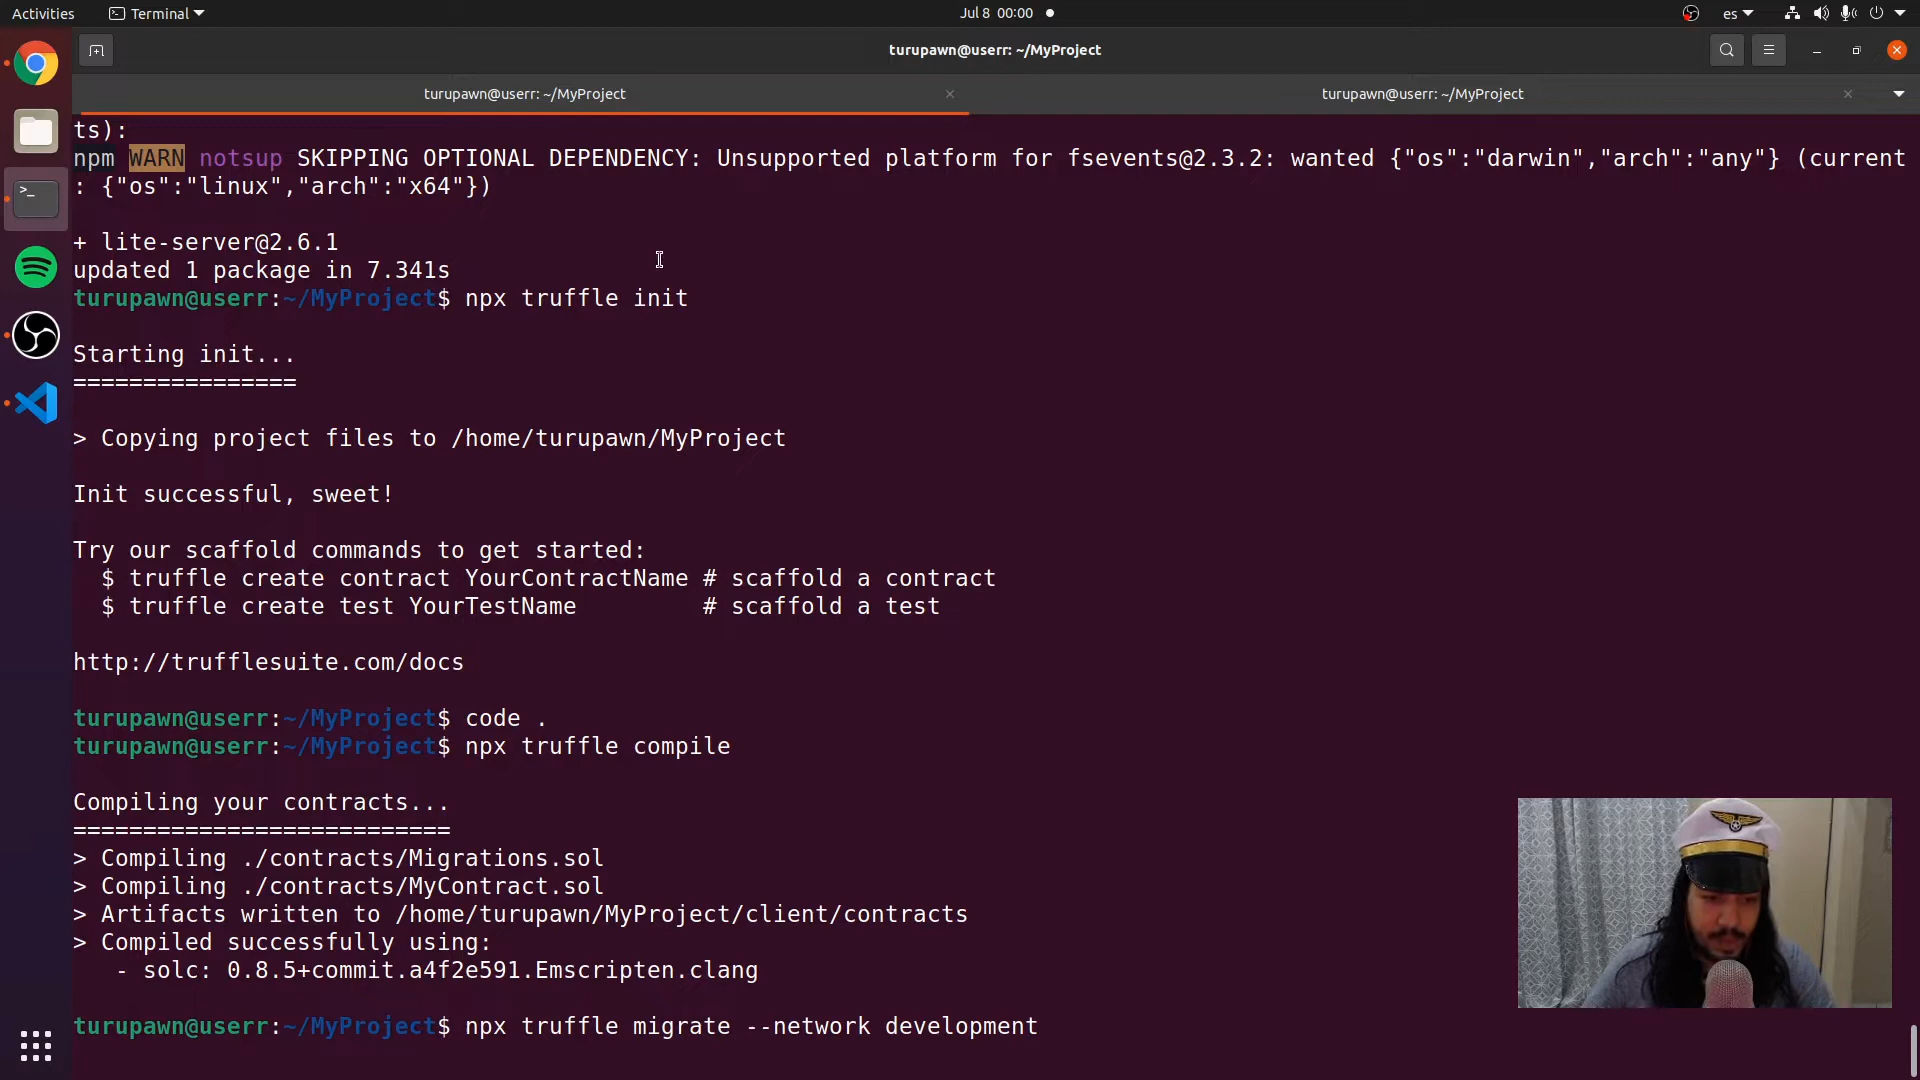 Activities
Terminal
Jul 8 00:00
es
turupawn@userr: ~/MyProject
turupawn@userr: ~/MyProject
turupawn@userr: ~/MyProject
ts):
npm WARN notsup SKIPPING OPTIONAL DEPENDENCY: Unsupported platform for fsevents@2.3.2: wanted {"os":"darwin","arch":"any"} (current
: {"os":"linux","arch":"x64"})
+ lite-server@2.6.1
updated 1 package in 7.341s
turupawn@userr:~/MyProject$ npx truffle init
Starting init...
================
> Copying project files to /home/turupawn/MyProject
Init successful, sweet!
Try our scaffold commands to get started:
$ truffle create contract YourContractName # scaffold a contract
$ truffle create test YourTestName # scaffold a test
http://trufflesuite.com/docs
turupawn@userr:~/MyProject$ code .
turupawn@userr:~/MyProject$ npx truffle compile
Compiling your contracts...
===========================
> Compiling ./contracts/Migrations.sol
> Compiling ./contracts/MyContract.sol
> Artifacts written to /home/turupawn/MyProject/client/contracts
> Compiled successfully using:
- solc: 0.8.5+commit.a4f2e591.Emscripten.clang
turupawn@userr:~/MyProject$ npx truffle migrate --network development